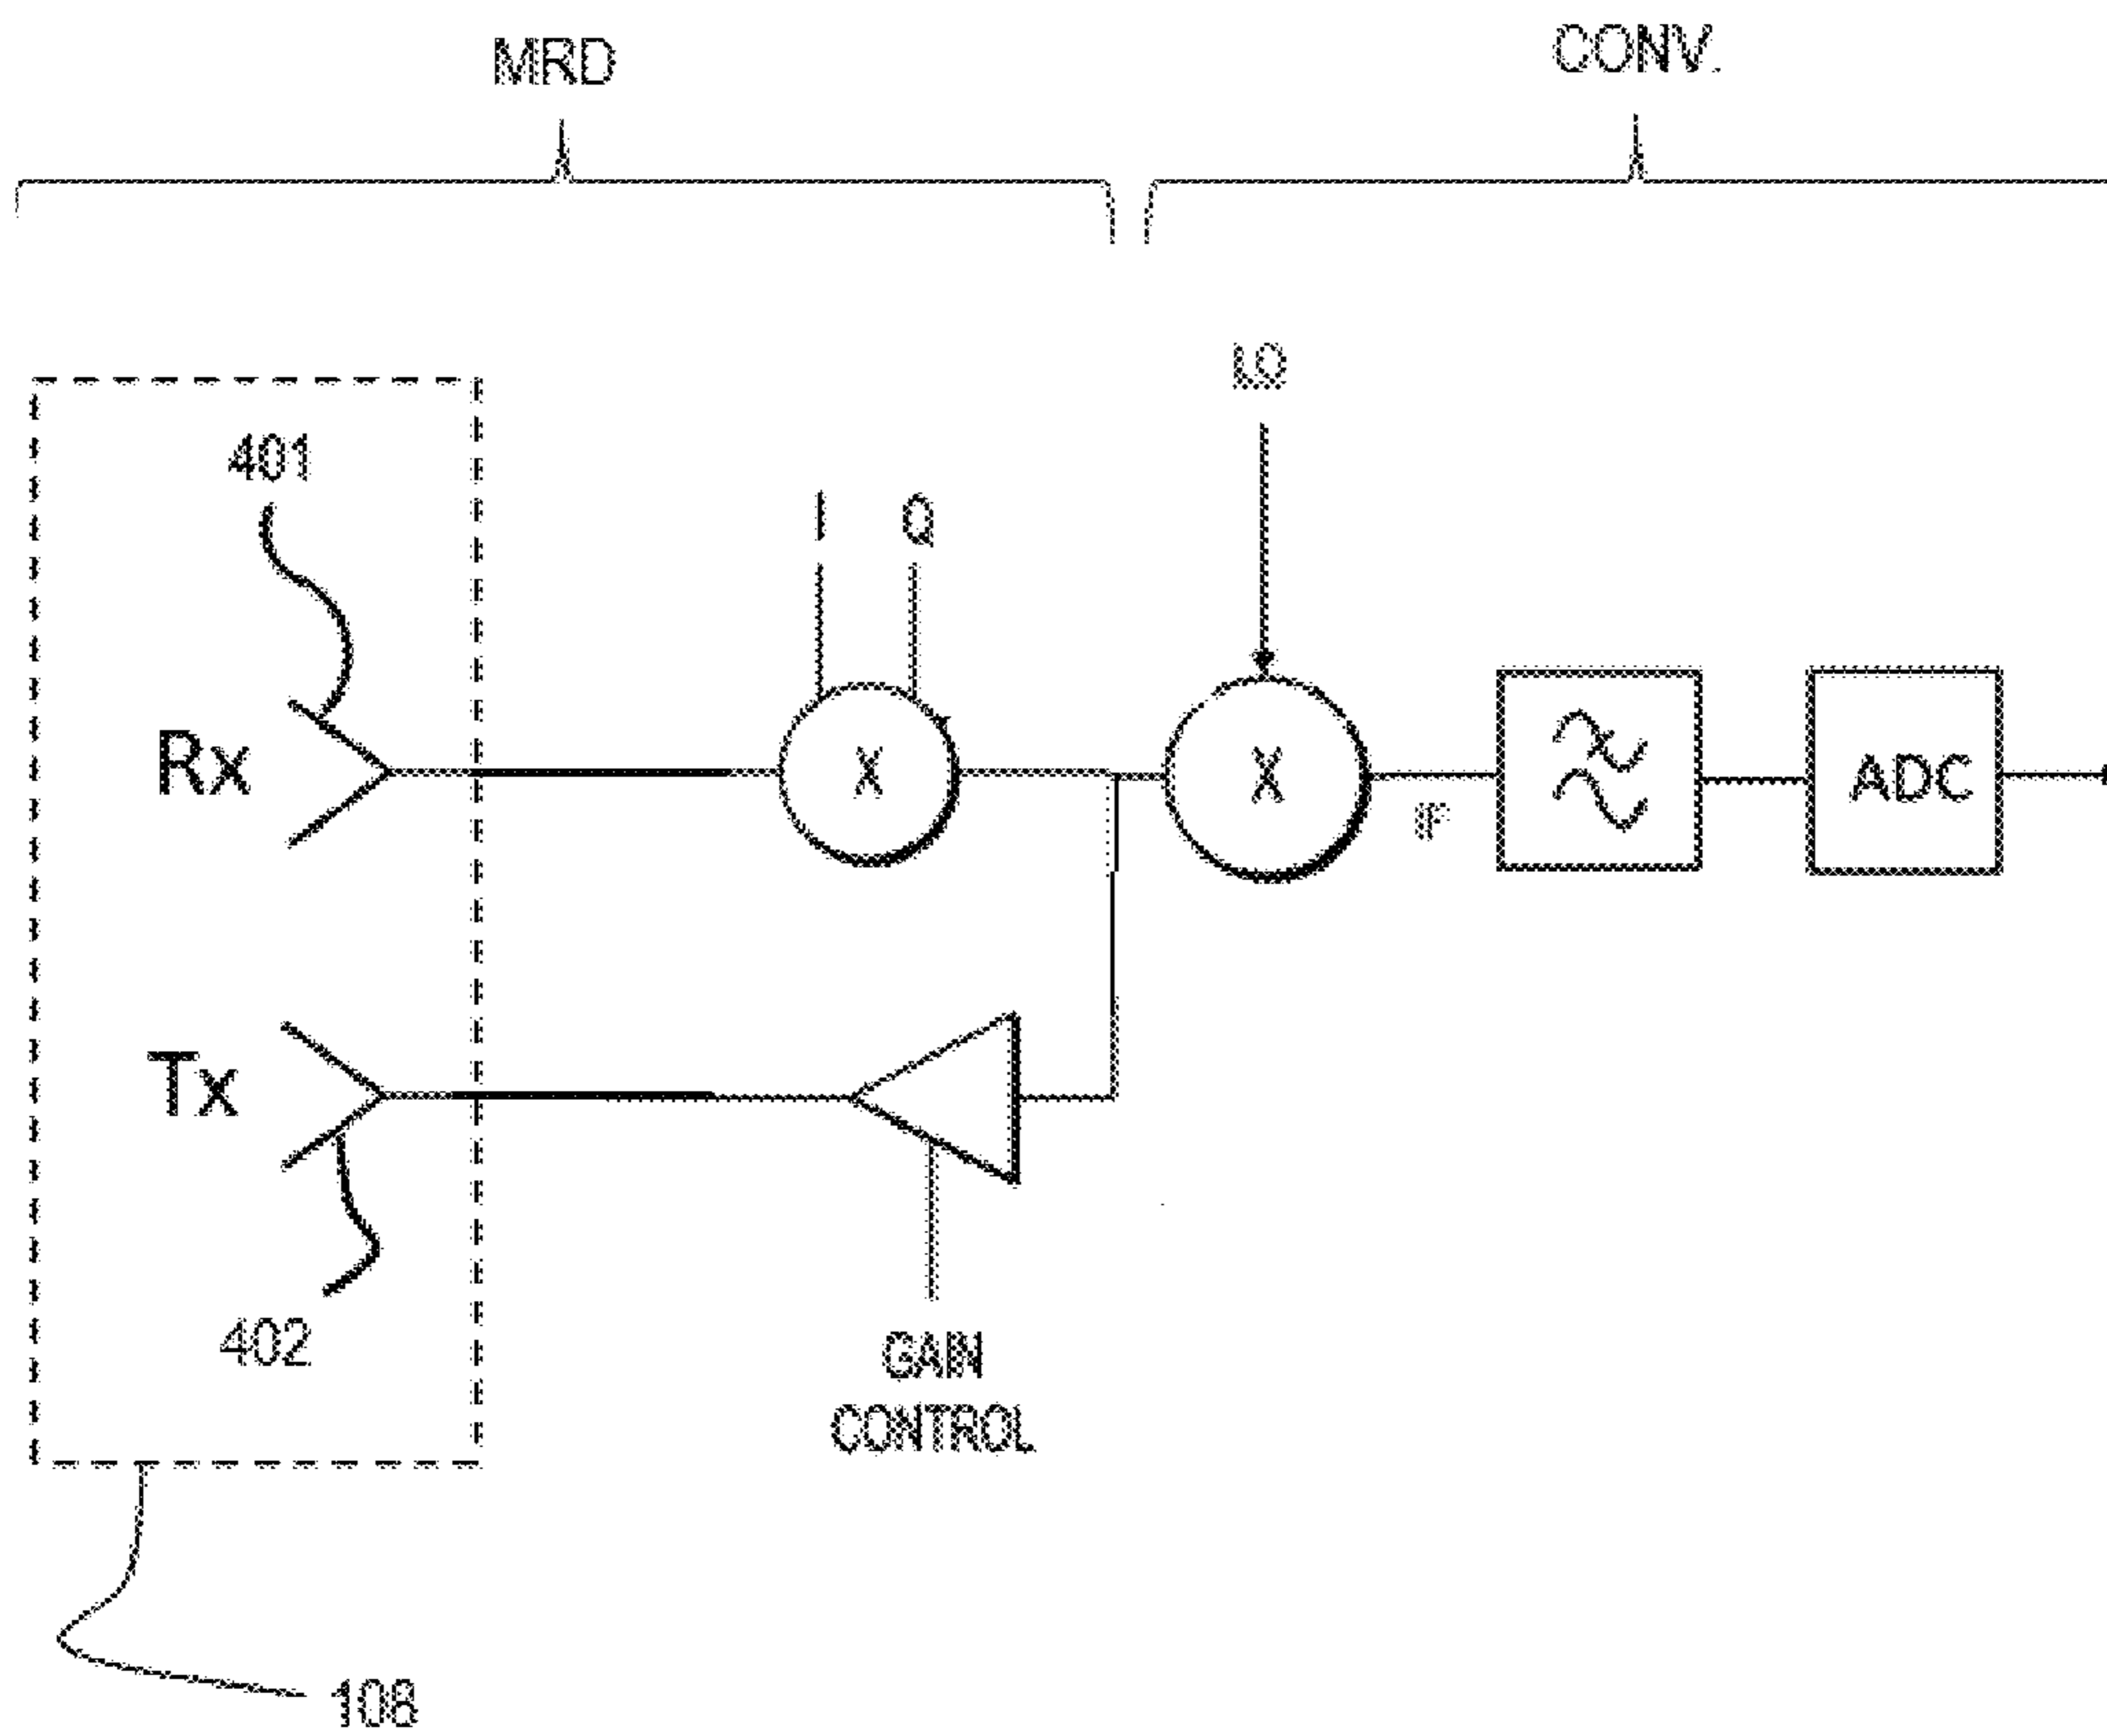 MRD
CONV.
LO
401
I Q
Rx
X
X
ADC
IF
Tx
402
GAIN
CONTROL
108